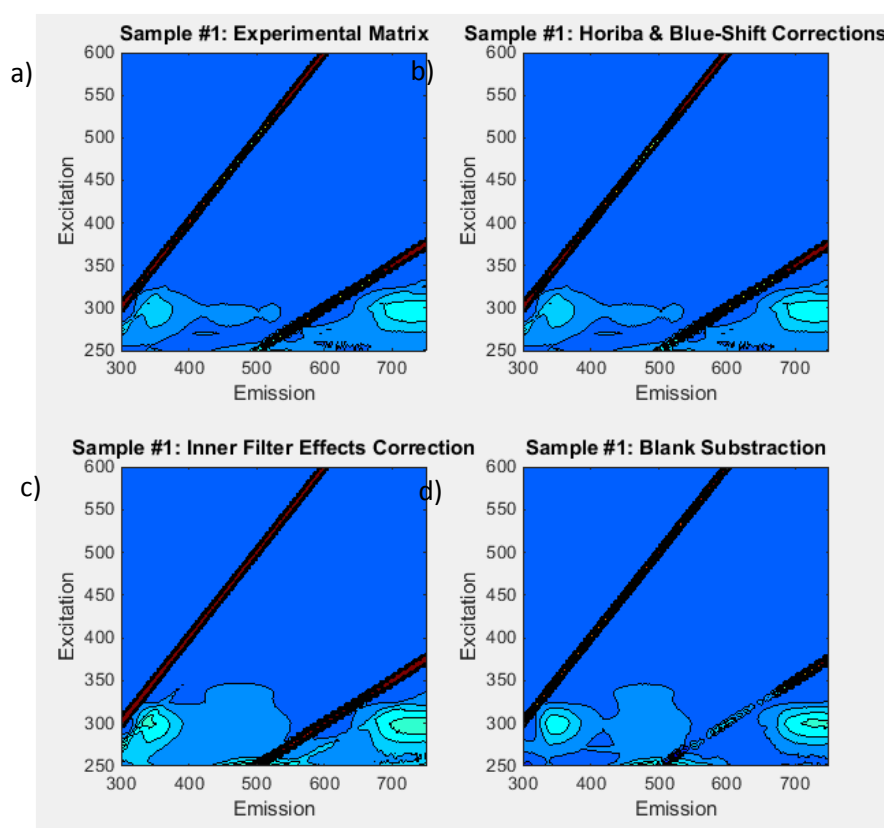 Sample #1: Experimental Matrix
a)
600
550
500
450
400
350
300
250
Excitation
300 400 500 600 700
Emission
Sample #1: Horiba & Blue-Shift Corrections
b)
600
550
500
450
400
350
300
250
Excitation
300 400 500 600 700
Emission
Sample #1: Inner Filter Effects Correction
c)
600
550
500
450
400
350
300
250
Excitation
300 400 500 600 700
Emission
Sample #1: Blank Substraction
d)
600
550
500
450
400
350
300
250
Excitation
300 400 500 600 700
Emission